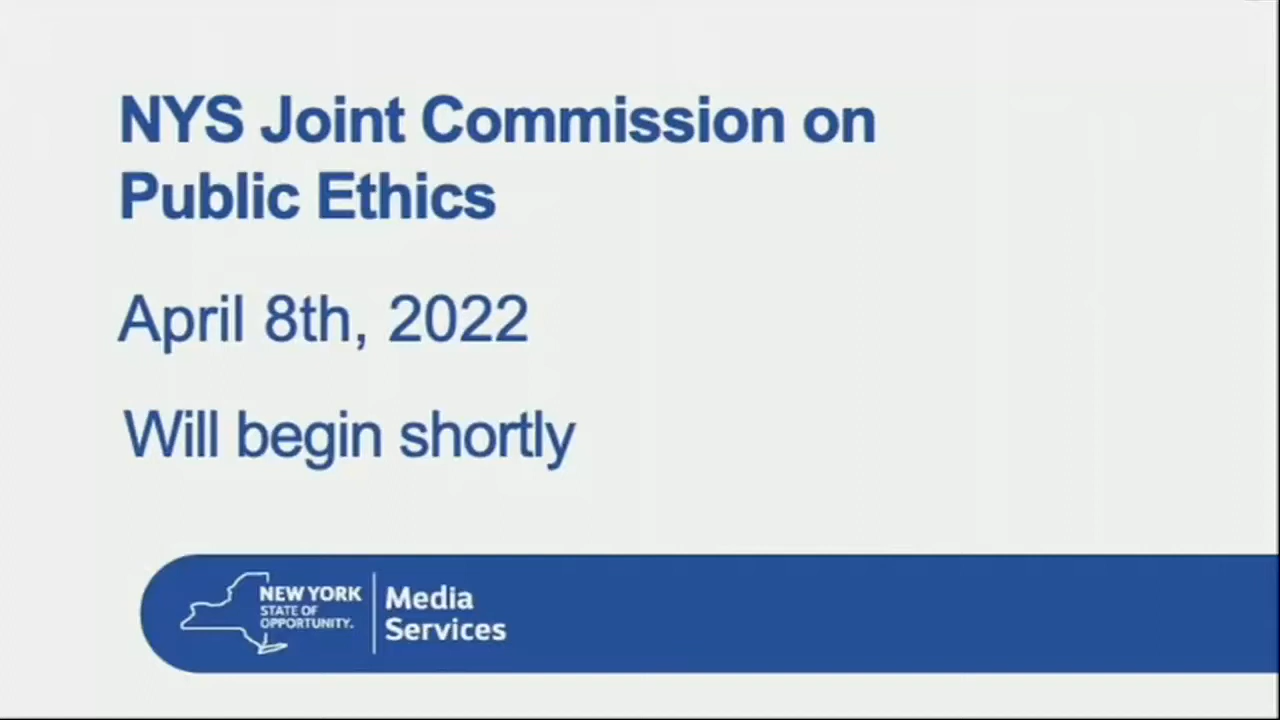 NYS Joint Commission on
Public Ethics
April 8th, 2022
Will begin shortly
NEW YORK
STATE OF
OPPORTUNITY.
Media
Services